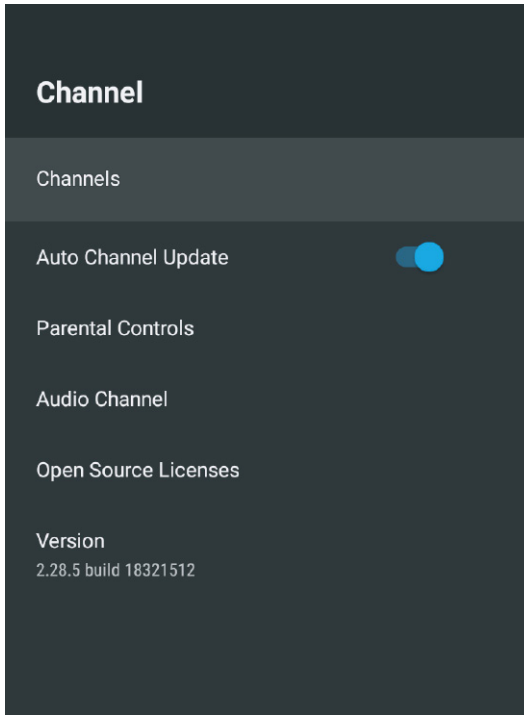 Channel
Channels
Auto Channel Update
Parental Controls
Audio Channel
Open Source Licenses
Version
2.28.5 build 18321512